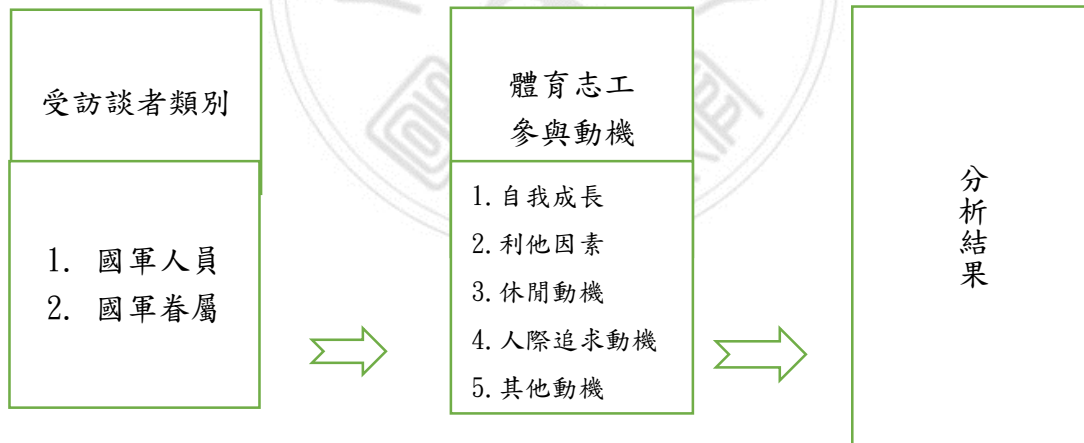 受訪談者類別
1. 國軍人員
2. 國軍眷屬
體育志工
參與動機
1.自我成長
2.利他因素
3.休閒動機
4.人際追求動機
5.其他動機
分析結果